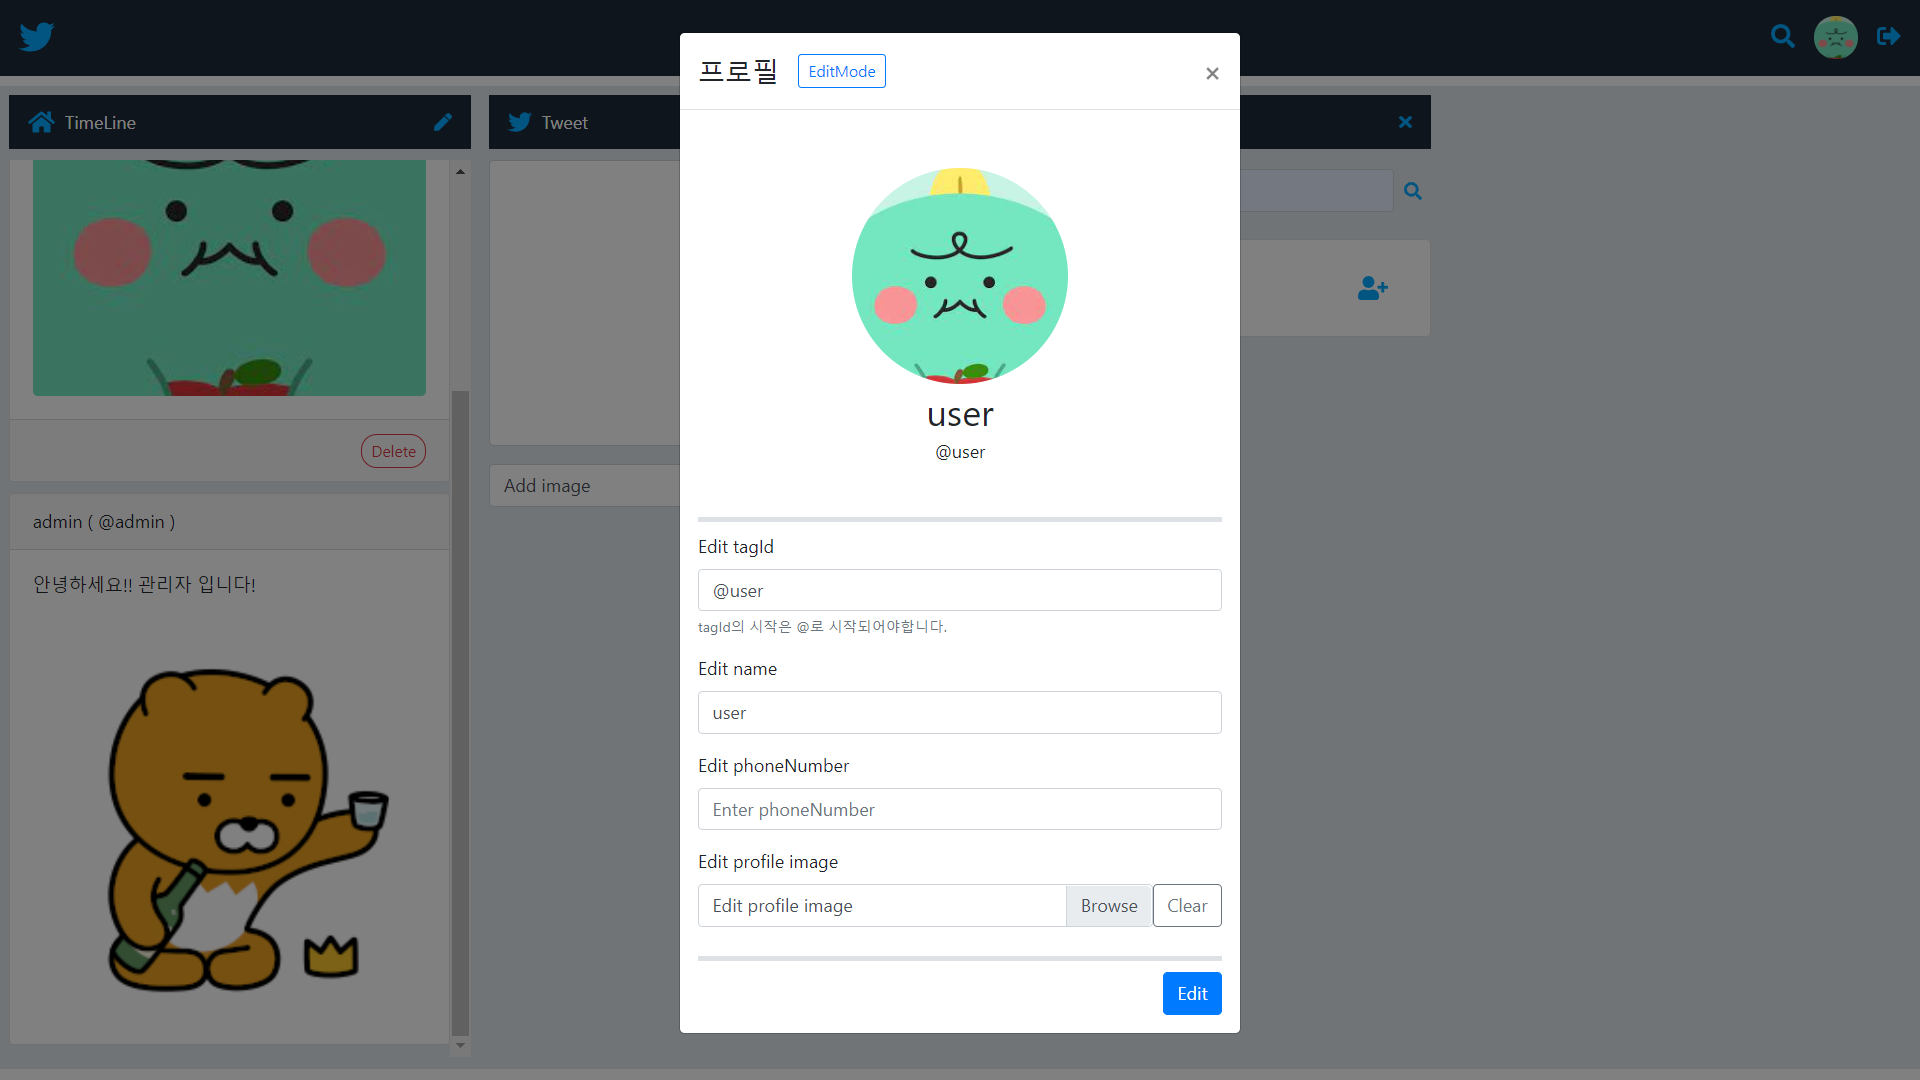 TimeLine
Delete
admin ( @admin )
안녕하세요!! 관리자 입니다!
Tweet
Add image
프로필
EditMode
user
@user
Edit tagId
@user
tagId의 시작은 @로 시작되어야합니다.
Edit name
user
Edit phoneNumber
Enter phoneNumber
Edit profile image
Edit profile image
Browse
Clear
Edit